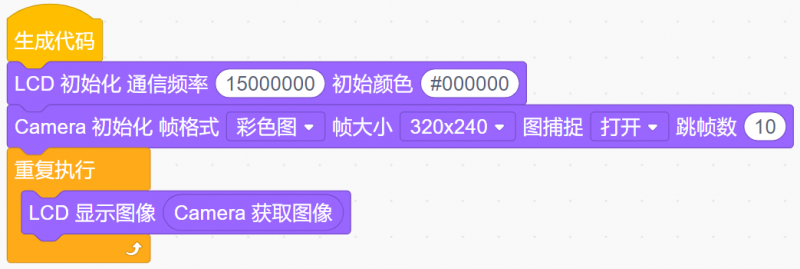 生成代码
LCD 初始化 通信频率 15000000 初始颜色 #000000
Camera 初始化 帧格式 彩色图 帧大小 320x240 图捕捉 打开 跳帧数 10
重复执行
LCD 显示图像 Camera 获取图像